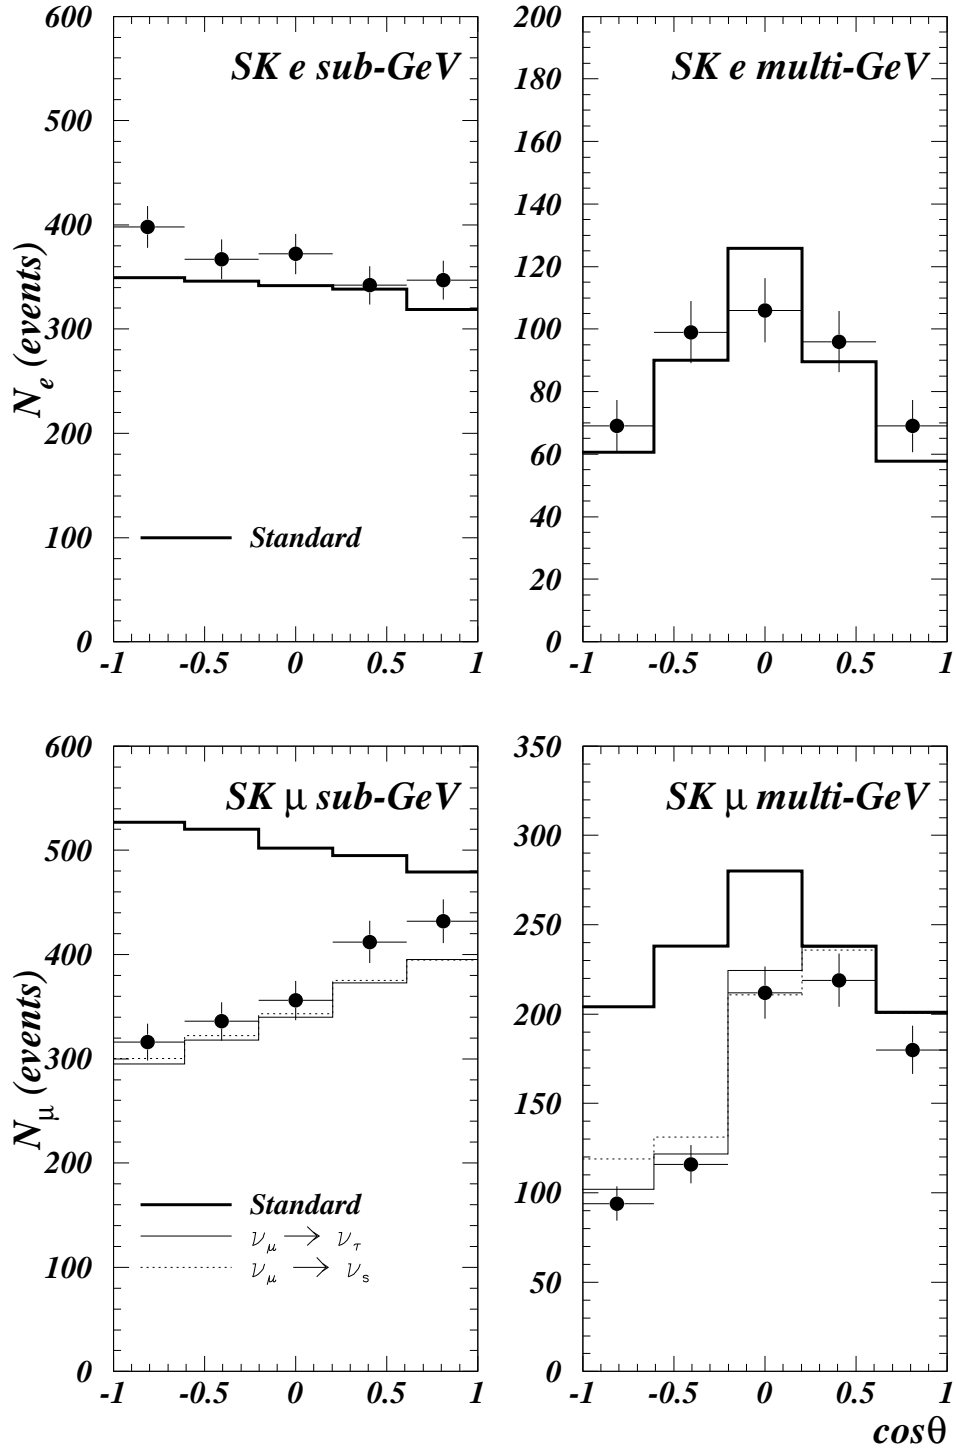 SK e sub-GeV
N_e (events)
600
500
400
300
200
100
0
Standard
-1 -0.5 0 0.5 1
SK e multi-GeV
200
180
160
140
120
100
80
60
40
20
0
-1 -0.5 0 0.5 1
SK μ sub-GeV
N_μ (events)
600
500
400
300
200
100
0
Standard
ν_μ → ν_τ
ν_μ → ν_s
-1 -0.5 0 0.5 1
SK μ multi-GeV
350
300
250
200
150
100
50
0
-1 -0.5 0 0.5 1
cosθ